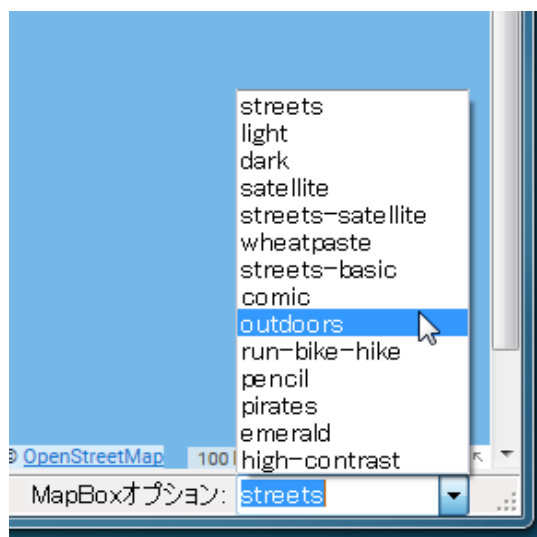 streets
light
dark
satellite
streets-satellite
wheatpaste
streets-basic
comic
outdoors
run-bike-hike
pencil
pirates
emerald
high-contrast
© OpenStreetMap 100
MapBoxオプション: streets